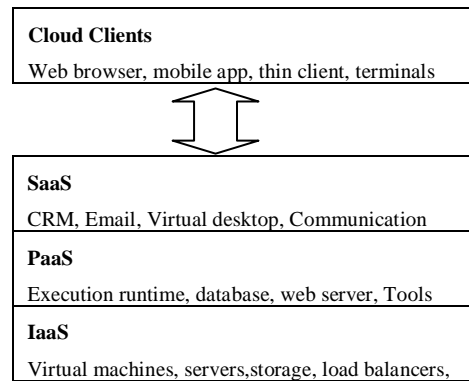 Cloud Clients
Web browser, mobile app, thin client, terminals
SaaS
CRM, Email, Virtual desktop, Communication
PaaS
Execution runtime, database, web server, Tools
IaaS
Virtual machines, servers,storage, load balancers,